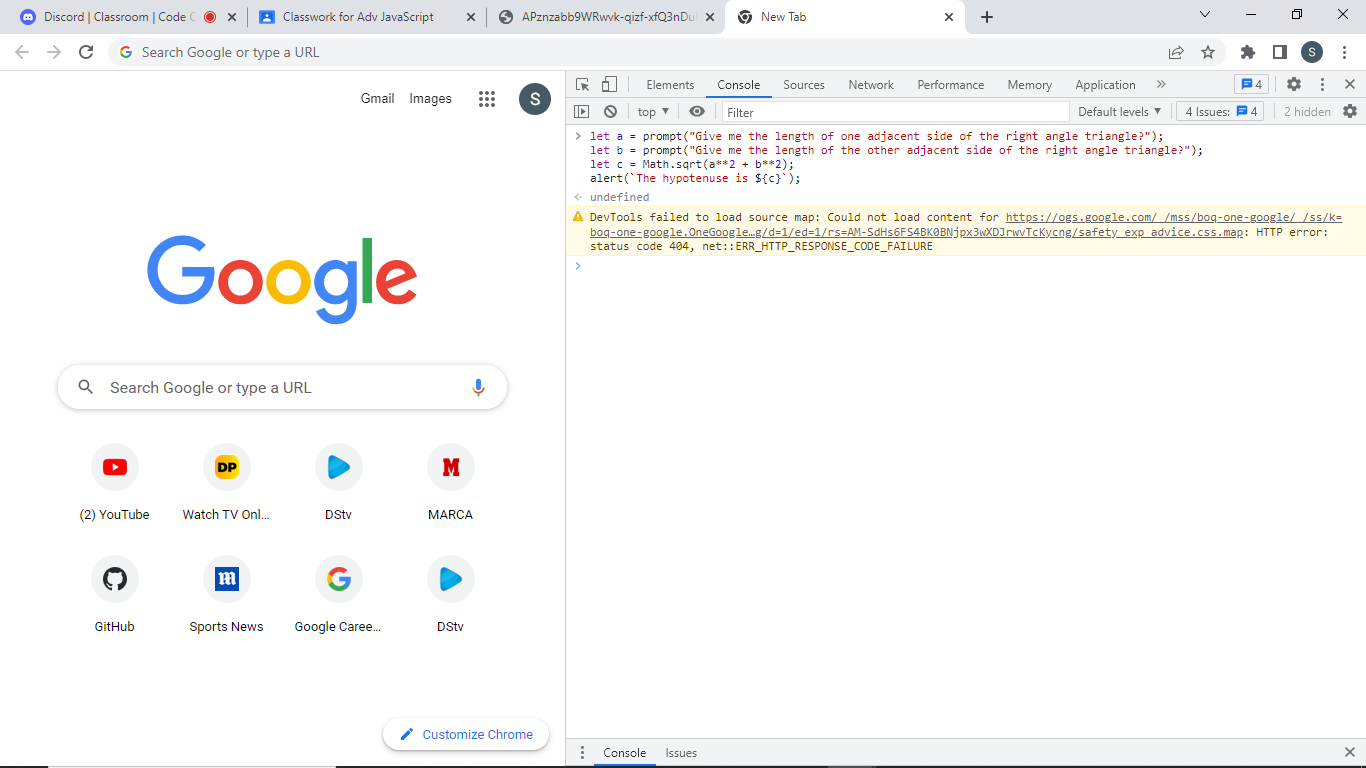 Discord | Classroom | Code C
Classwork for Adv JavaScript
APznzabb9WRwvk-qizf-xfQ3nDu
New Tab
Search Google or type a URL
S
Gmail
Images
S
Google
Search Google or type a URL
DP
M
(2) YouTube
Watch TV Onl...
DStv
MARCA
m
G
GitHub
Sports News
Google Caree...
DStv
Customize Chrome
Elements
Console
Sources
Network
Performance
Memory
Application
4
top
Filter
Default levels
4 Issues: 4
2 hidden
let a = prompt("Give me the length of one adjacent side of the right angle triangle?");
let b = prompt("Give me the length of the other adjacent side of the right angle triangle?");
let c = Math.sqrt(a**2 + b**2);
alert(`The hypotenuse is ${c}`);
undefined
DevTools failed to load source map: Could not load content for https://ogs.google.com/_/mss/boq-one-google/_/ss/k=
boq-one-google.OneGoogle…g/d=1/ed=1/rs=AM-SdHs6FS4BK0BNjpx3wXDJrwvTcKycng/safety_exp_advice.css.map: HTTP error:
status code 404, net::ERR_HTTP_RESPONSE_CODE_FAILURE
Console
Issues